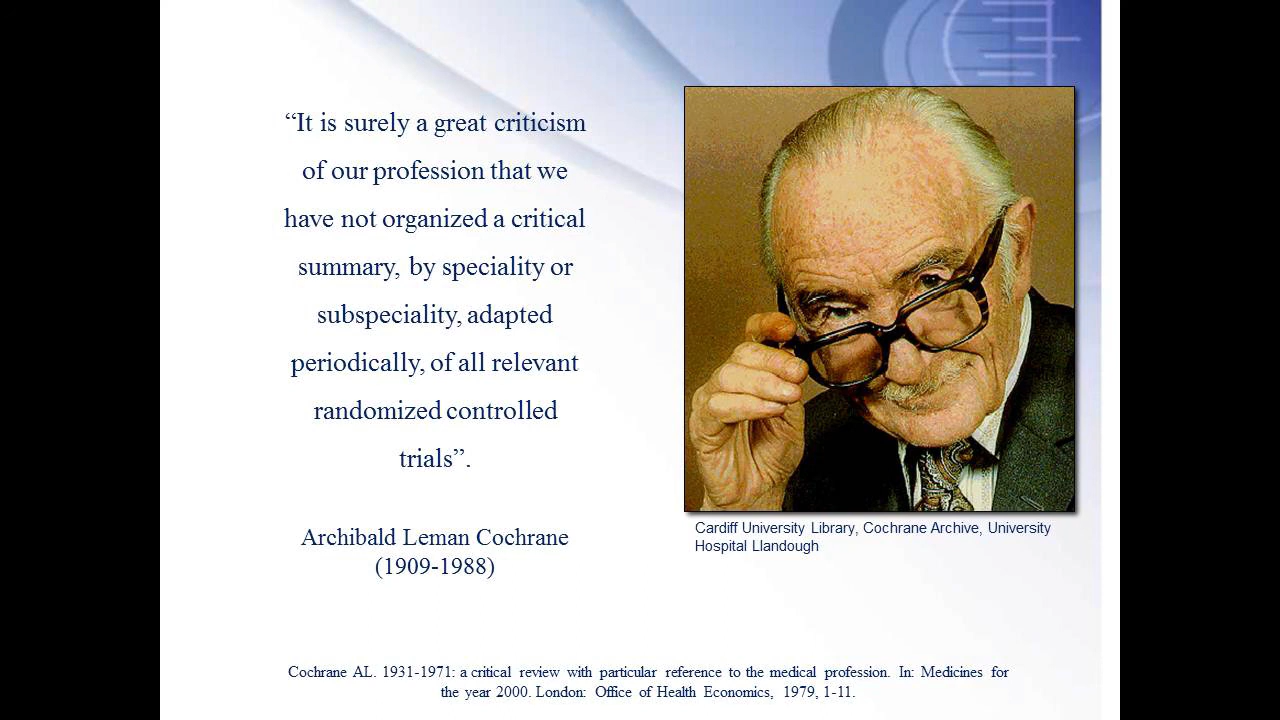 “It is surely a great criticism
of our profession that we
have not organized a critical
summary, by speciality or
subspeciality, adapted
periodically, of all relevant
randomized controlled
trials”.
Archibald Leman Cochrane
(1909-1988)
Cardiff University Library, Cochrane Archive, University
Hospital Llandough
Cochrane AL. 1931-1971: a critical review with particular reference to the medical profession. In: Medicines for
the year 2000. London: Office of Health Economics, 1979, 1-11.